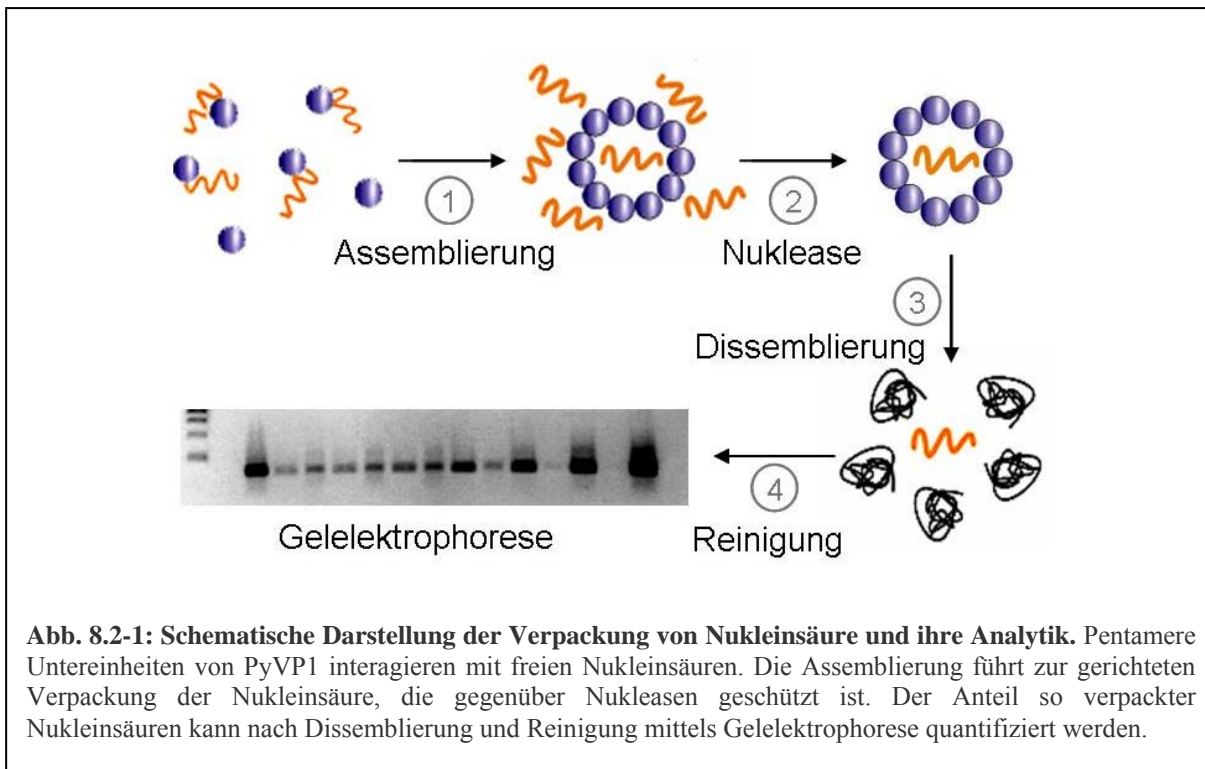 1
Assemblierung
2
Nuklease
3
Dissemblierung
4
Reinigung
Gelelektrophorese
Abb. 8.2-1: Schematische Darstellung der Verpackung von Nukleinsäure und ihre Analytik. Pentamere
Untereinheiten von PyVP1 interagieren mit freien Nukleinsäuren. Die Assemblierung führt zur gerichteten
Verpackung der Nukleinsäure, die gegenüber Nukleasen geschützt ist. Der Anteil so verpackter
Nukleinsäuren kann nach Dissemblierung und Reinigung mittels Gelelektrophorese quantifiziert werden.